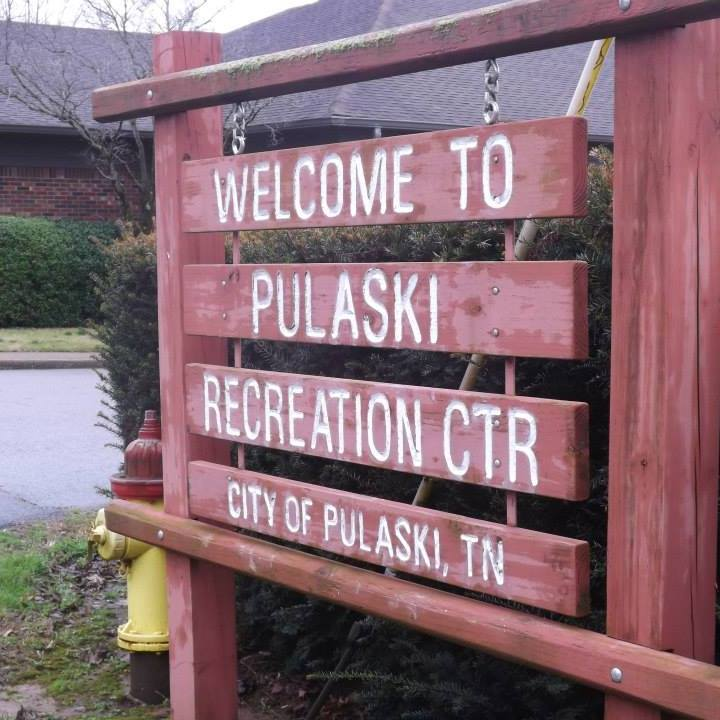 WELCOME TO
PULASKI
RECREATION CTR
CITY OF PULASKI, TN